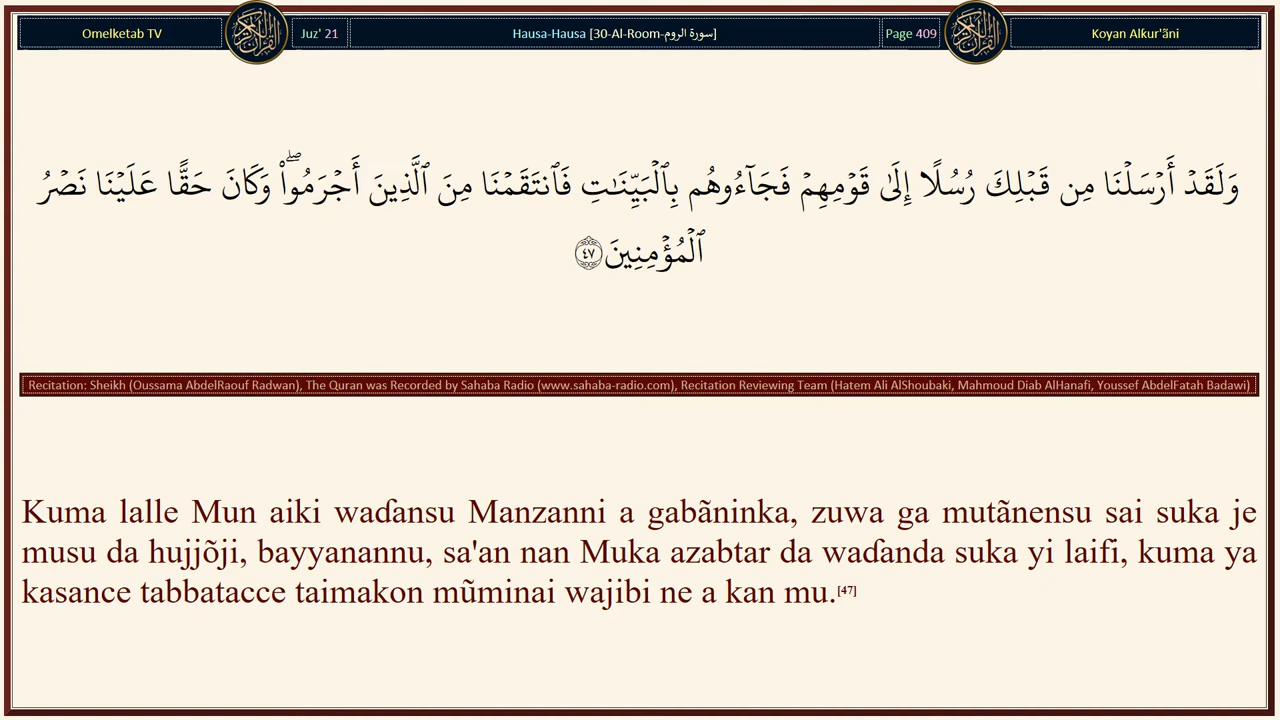 Omelketab TV
Juz' 21
Hausa-Hausa [30-Al-Room-سورة الروم]
Page 409
Koyan Alƙur'ãni
وَلَقَدۡ أَرۡسَلۡنَا مِن قَبۡلِكَ رُسُلًا إِلَىٰ قَوۡمِهِمۡ فَجَآءُوهُم بِٱلۡبَيِّنَٰتِ فَٱنتَقَمۡنَا مِنَ ٱلَّذِينَ أَجۡرَمُواْۖ وَكَانَ حَقًّا عَلَيۡنَا نَصۡرُ
ٱلۡمُؤۡمِنِينَ ٤٧
Recitation: Sheikh (Oussama AbdelRaouf Radwan), The Quran was Recorded by Sahaba Radio (www.sahaba-radio.com), Recitation Reviewing Team (Hatem Ali AlShoubaki, Mahmoud Diab AlHanafi, Youssef AbdelFatah Badawi)
Kuma lalle Mun aiki waɗansu Manzanni a gabãninka, zuwa ga mutãnensu sai suka je
musu da hujjõji, bayyanannu, sa'an nan Muka azabtar da waɗanda suka yi laifi, kuma ya
kasance tabbatacce taimakon mũminai wajibi ne a kan mu.[47]